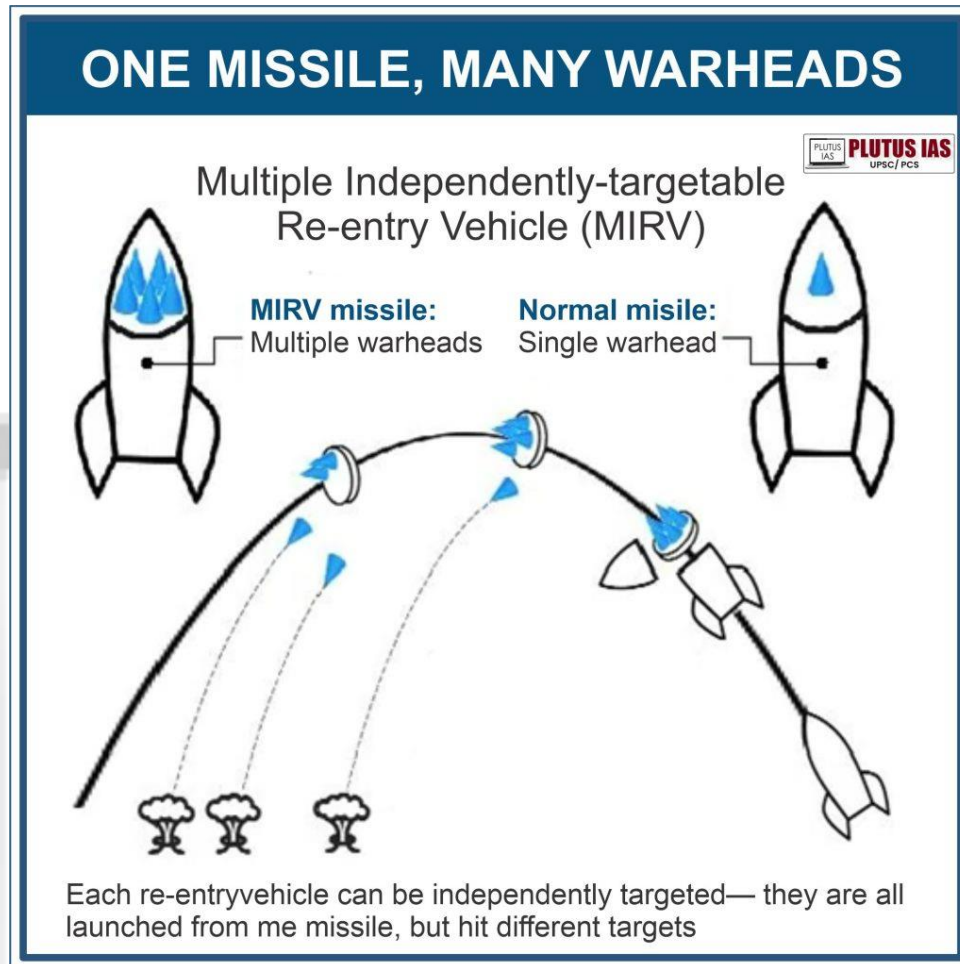 ONE MISSILE, MANY WARHEADS
PLUTUS IAS
PLUTUS IAS
UPSC/ PCS
Multiple Independently-targetable
Re-entry Vehicle (MIRV)
MIRV missile:
Multiple warheads
Normal misile:
Single warhead
Each re-entryvehicle can be independently targeted— they are all
launched from me missile, but hit different targets